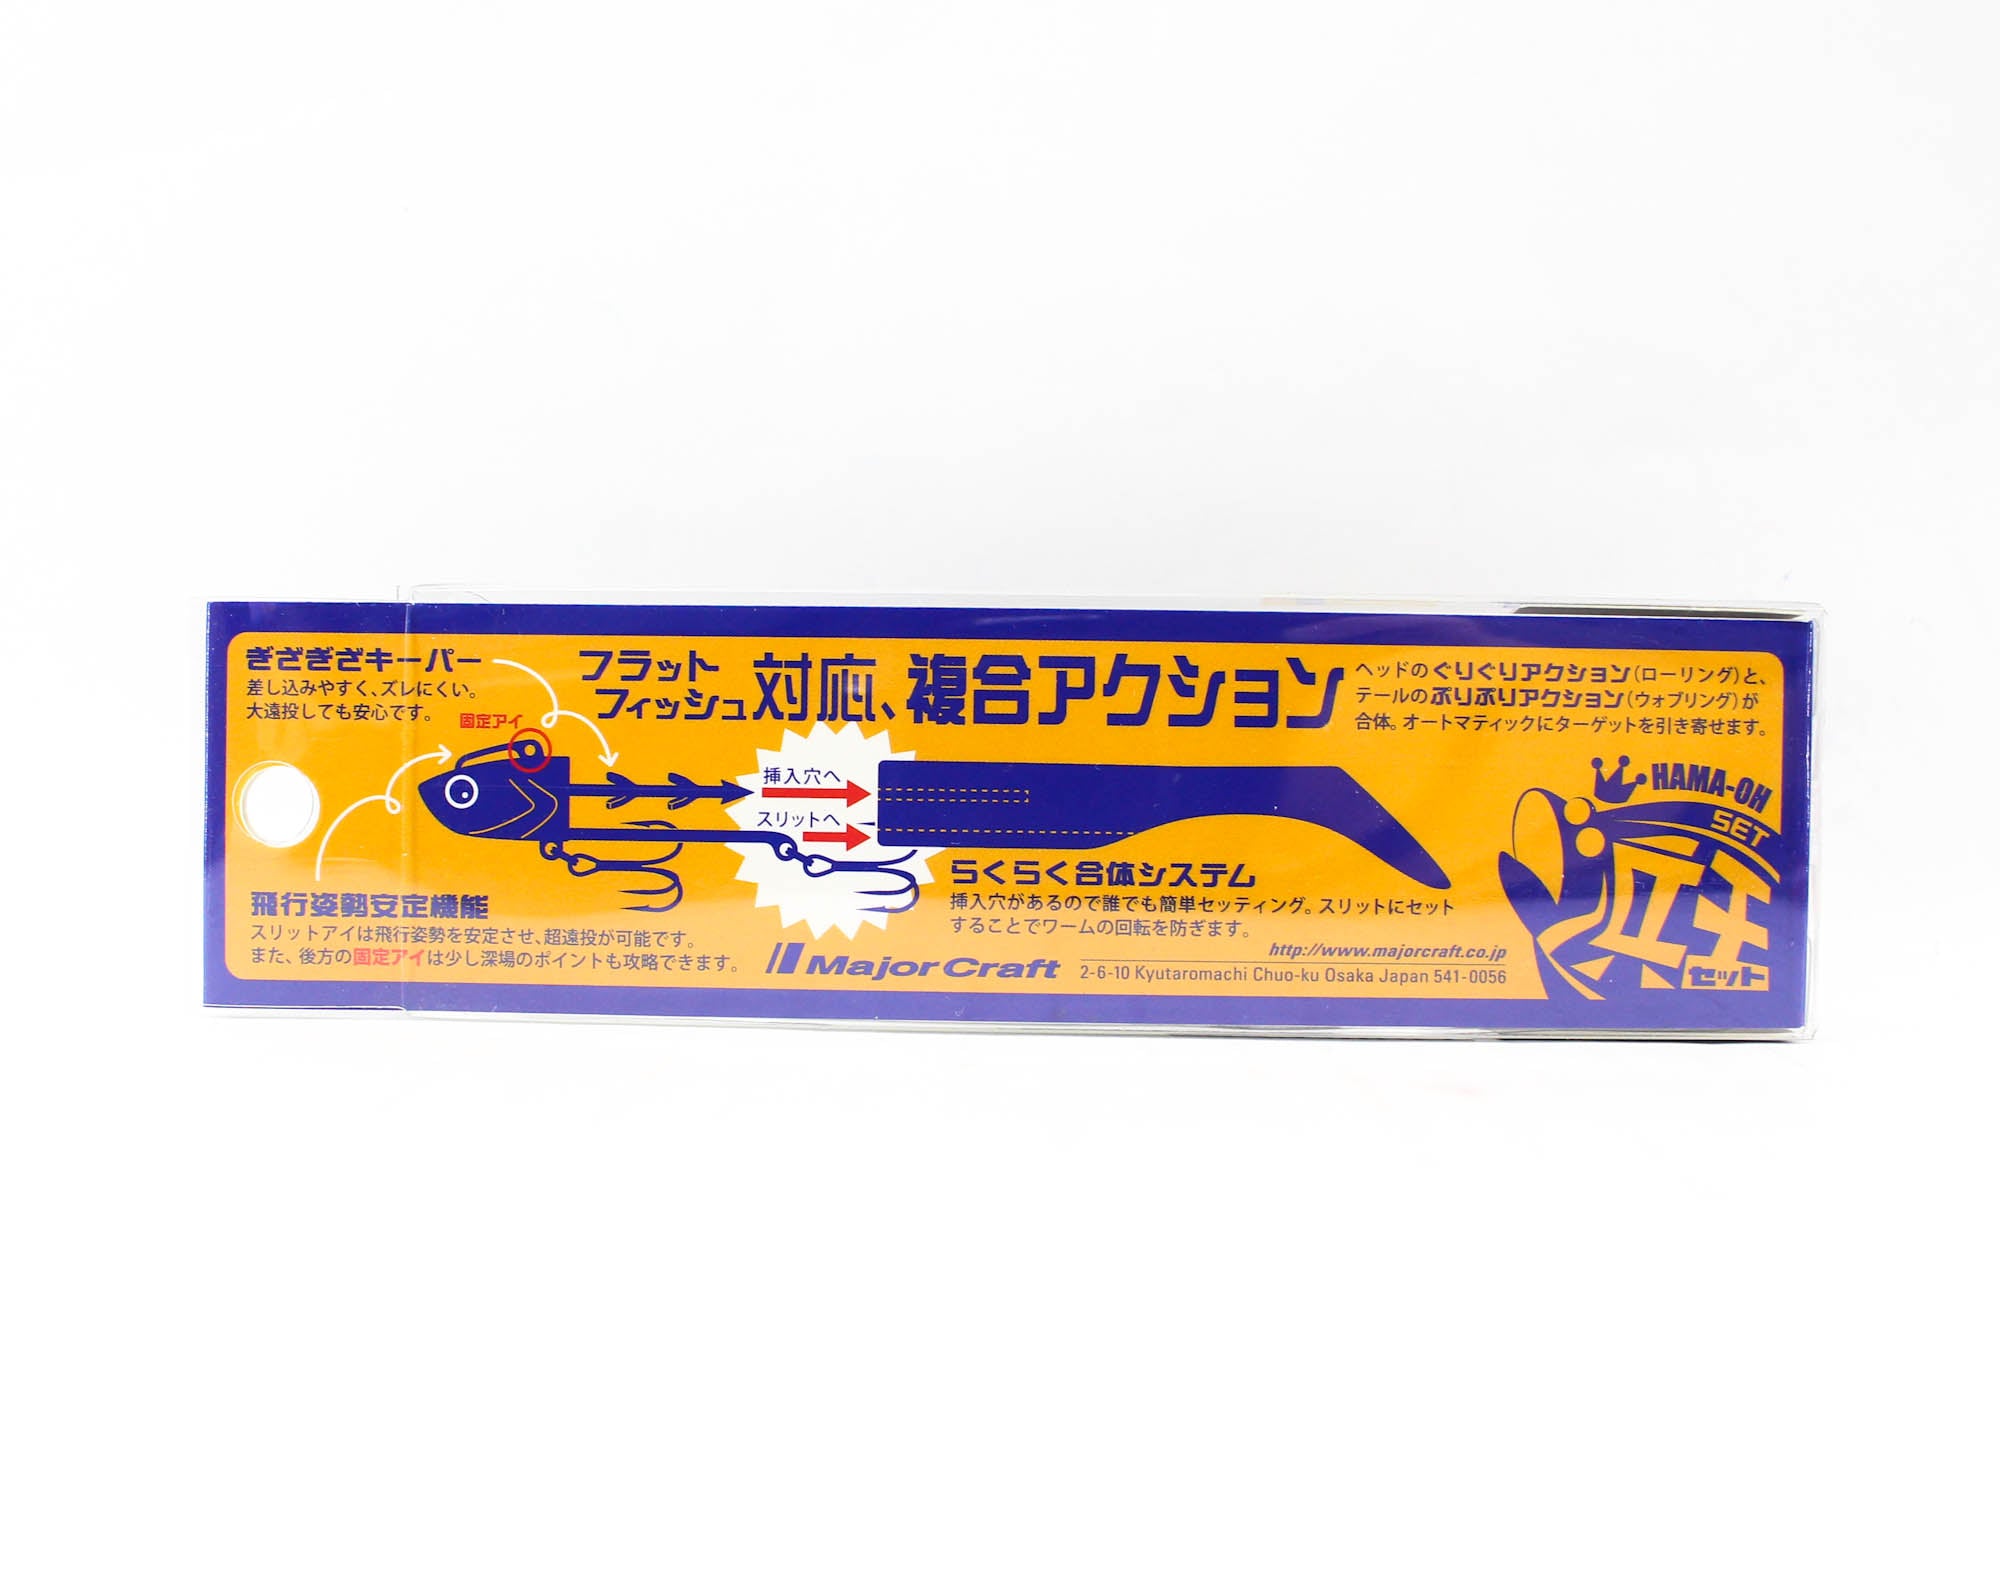 ぎざぎざキーパー
差し込みやすく、ズレにくい。
大遠投しても安心です。
固定アイ
フラット
フィッシュ対応、複合アクション
ヘッドのぐりぐりアクション(ローリング)と、
テールのぷりぷりアクション(ウォブリング)が
合体。オートマティックにターゲットを引き寄せます。
挿入穴へ
スリットへ
HAMA-OH
SET
浜王
セット
らくらく合体システム
挿入穴があるので誰でも簡単セッティング。スリットにセット
することでワームの回転を防ぎます。
飛行姿勢安定機能
スリットアイは飛行姿勢を安定させ、超遠投が可能です。
また、後方の固定アイは少し深場のポイントも攻略できます。
Major Craft
http://www.majorcraft.co.jp
2-6-10 Kyutaromachi Chuo-ku Osaka Japan 541-0056